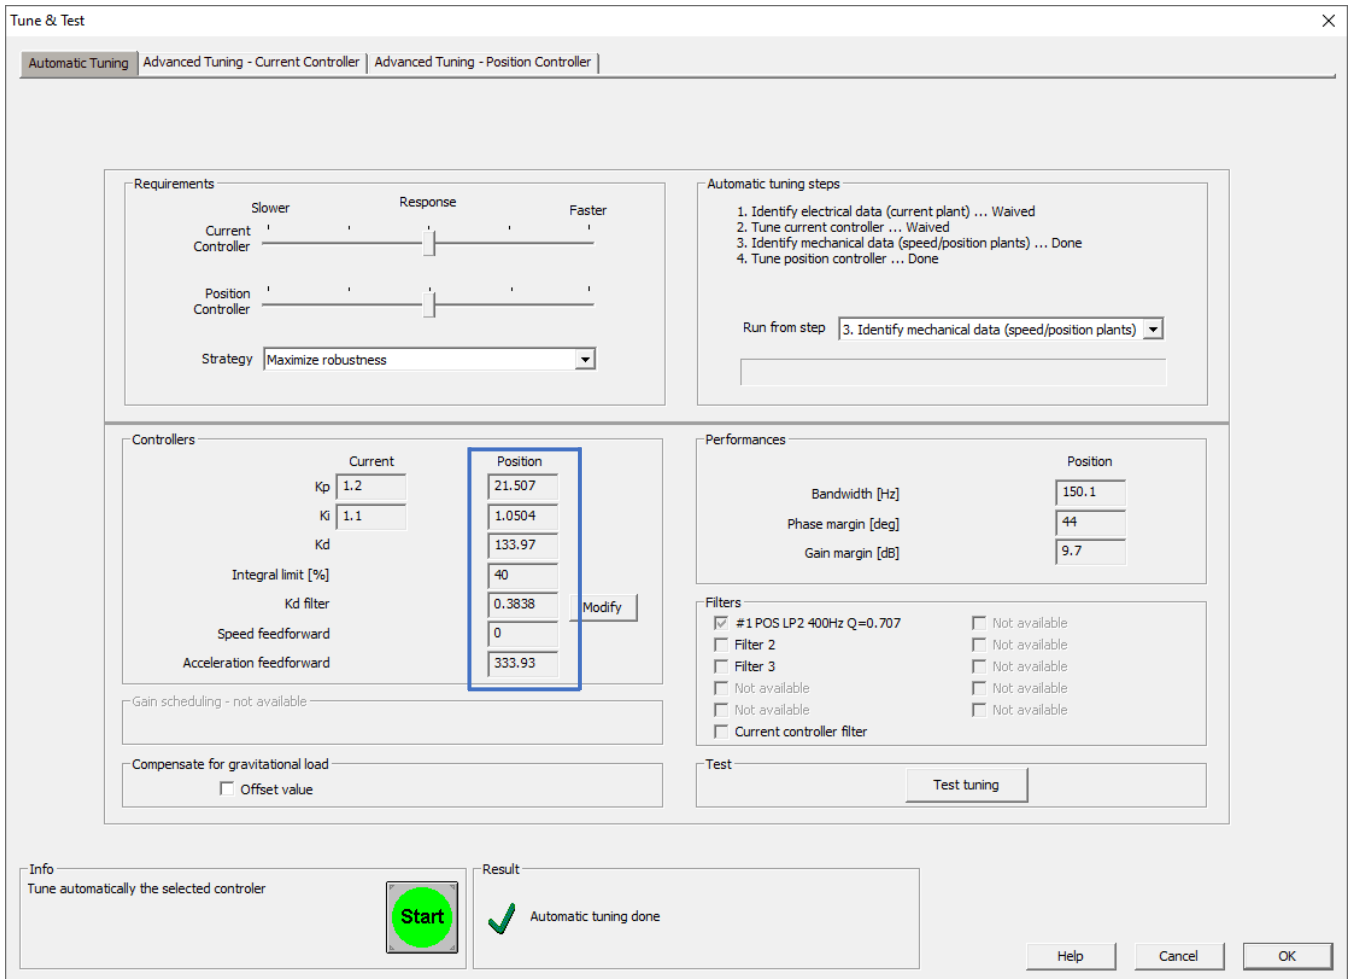 Tune & Test
Automatic Tuning
Advanced Tuning - Current Controller
Advanced Tuning - Position Controller
Requirements
Slower
Response
Faster
Current
Controller
Position
Controller
Strategy
Maximize robustness
Automatic tuning steps
1. Identify electrical data (current plant) ... Waived
2. Tune current controller ... Waived
3. Identify mechanical data (speed/position plants) ... Done
4. Tune position controller ... Done
Run from step
3. Identify mechanical data (speed/position plants)
Controllers
Current
Position
Kp 1.2 21.507
Ki 1.1 1.0504
Kd 133.97
Integral limit [%] 40
Kd filter 0.3838 Modify
Speed feedforward 0
Acceleration feedforward 333.93
Performances
Position
Bandwidth [Hz] 150.1
Phase margin [deg] 44
Gain margin [dB] 9.7
Gain scheduling - not available
Filters
#1 POS LP2 400Hz Q=0.707 Not available
Filter 2 Not available
Filter 3 Not available
Not available Not available
Not available Not available
Current controller filter
Compensate for gravitational load
Offset value
Test
Test tuning
Info
Tune automatically the selected controler
Start
Result
Automatic tuning done
Help
Cancel
OK